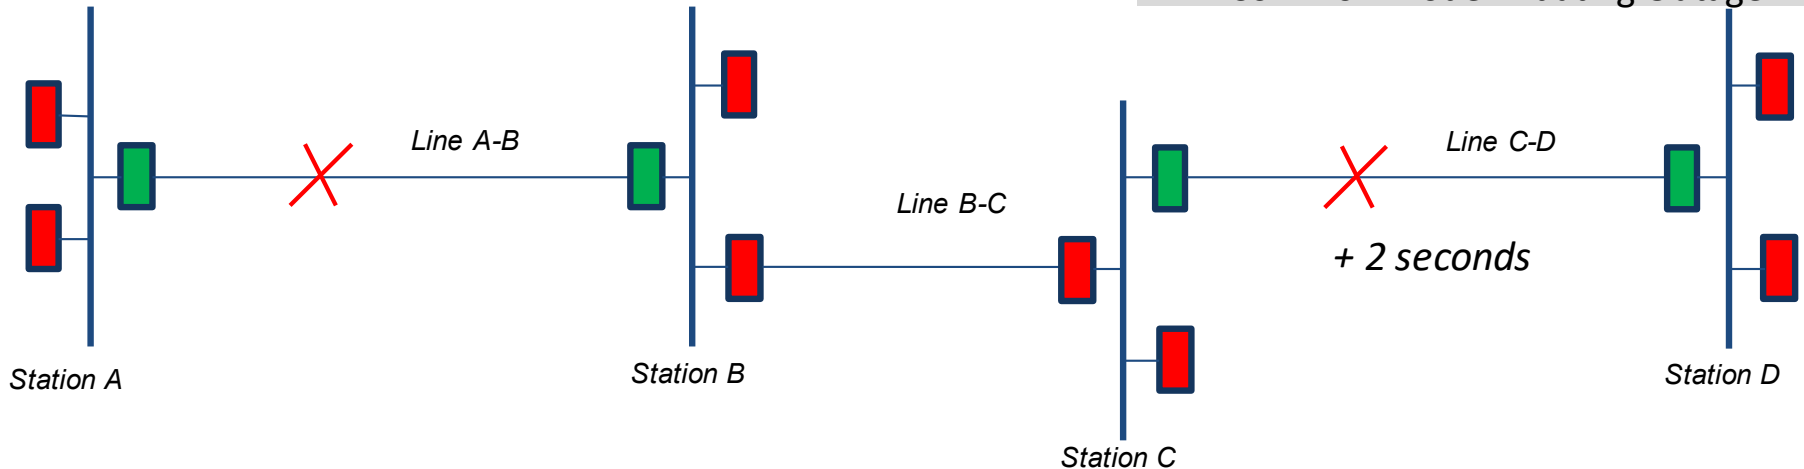 Line A-B
Line C-D
Line B-C
+ 2 seconds
Station A
Station B
Station D
Station C